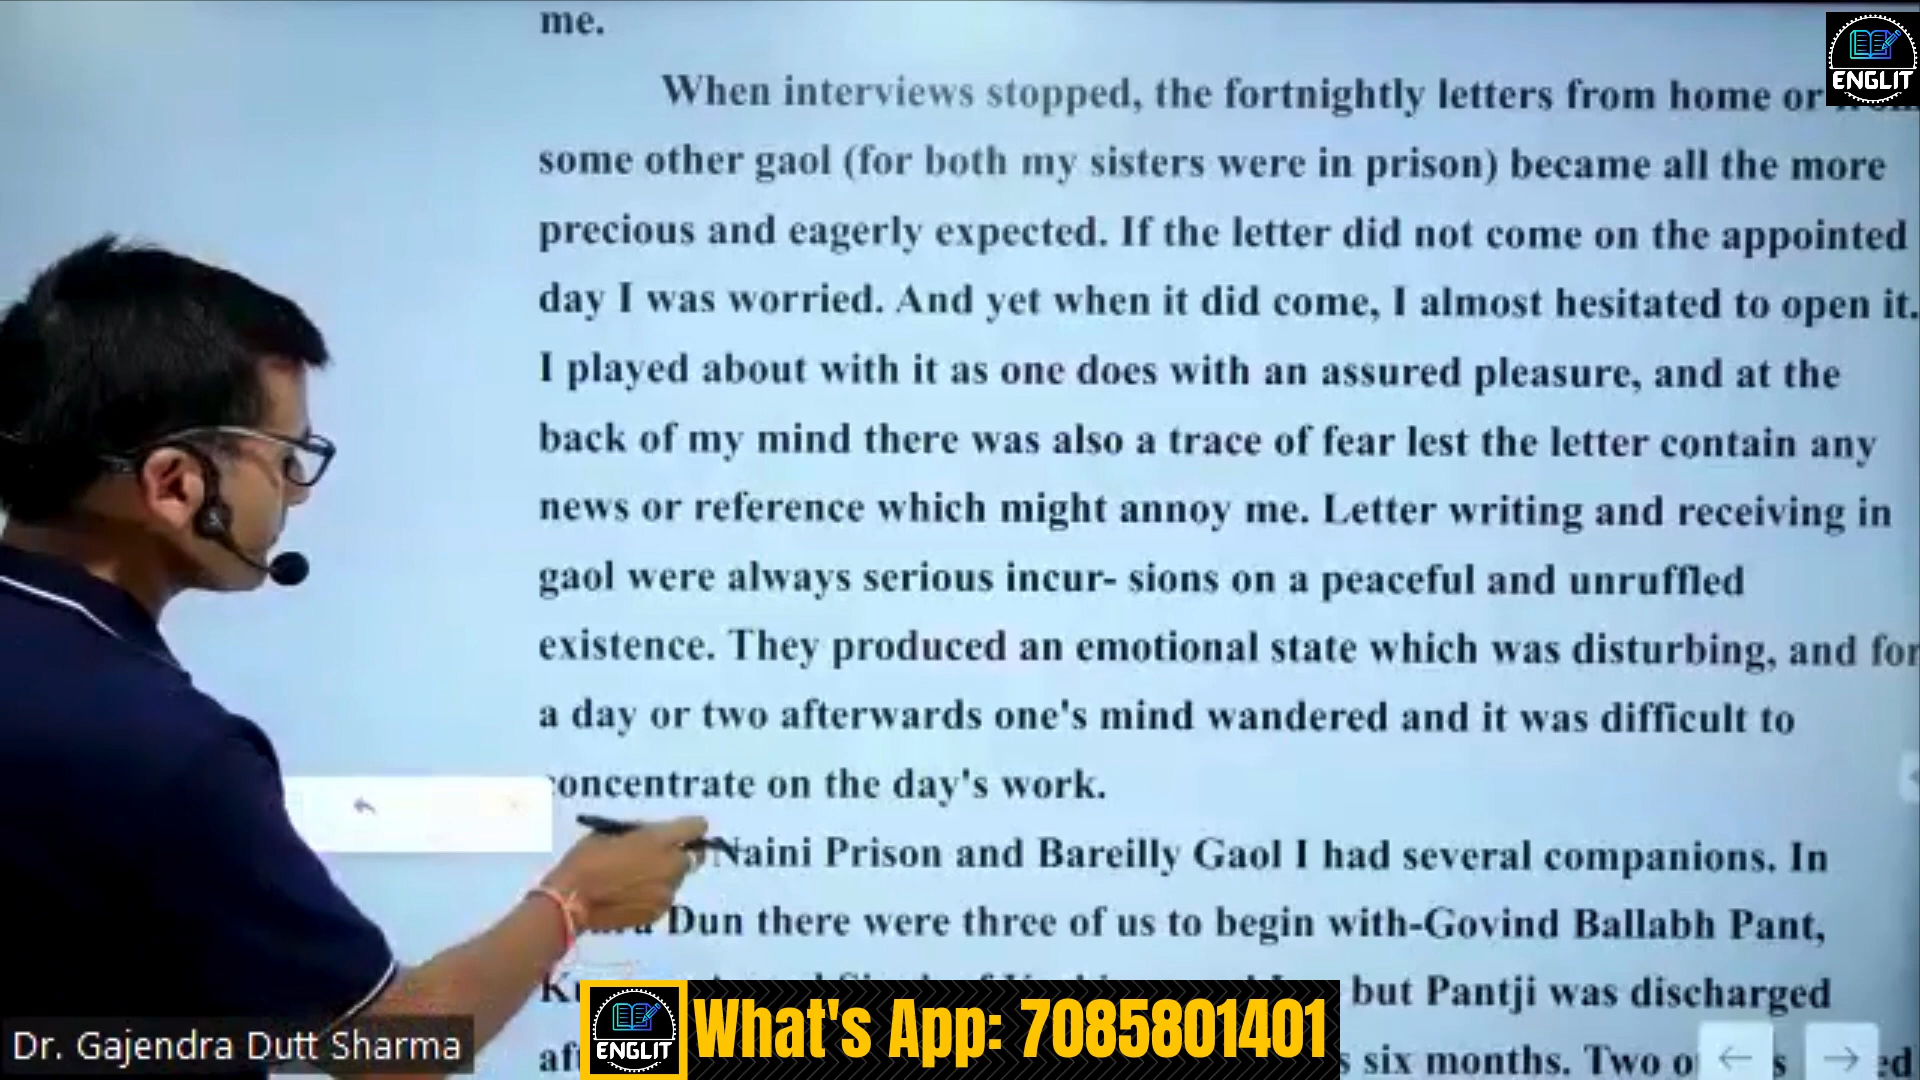 me.
When interviews stopped, the fortnightly letters from home or
some other gaol (for both my sisters were in prison) became all the more
precious and eagerly expected. If the letter did not come on the appointed
day I was worried. And yet when it did come, I almost hesitated to open it.
I played about with it as one does with an assured pleasure, and at the
back of my mind there was also a trace of fear lest the letter contain any
news or reference which might annoy me. Letter writing and receiving in
gaol were always serious incur- sions on a peaceful and unruffled
existence. They produced an emotional state which was disturbing, and for
a day or two afterwards one's mind wandered and it was difficult to
concentrate on the day's work.
Naini Prison and Bareilly Gaol I had several companions. In
Dun there were three of us to begin with-Govind Ballabh Pant,
but Pantji was discharged
six months. Two
ENGLIT
ENGLIT
What's App: 7085801401
Dr. Gajendra Dutt Sharma